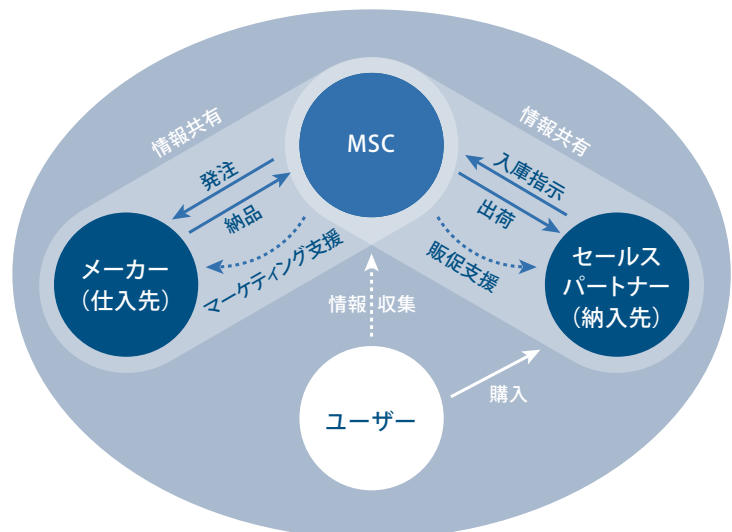 情報共有
情報共有
MSC
発注
納品
マーケティング支援
入庫指示
出荷
販促支援
メーカー
（仕入先）
セールス
パートナー
（納入先）
情報 収集
ユーザー
購入